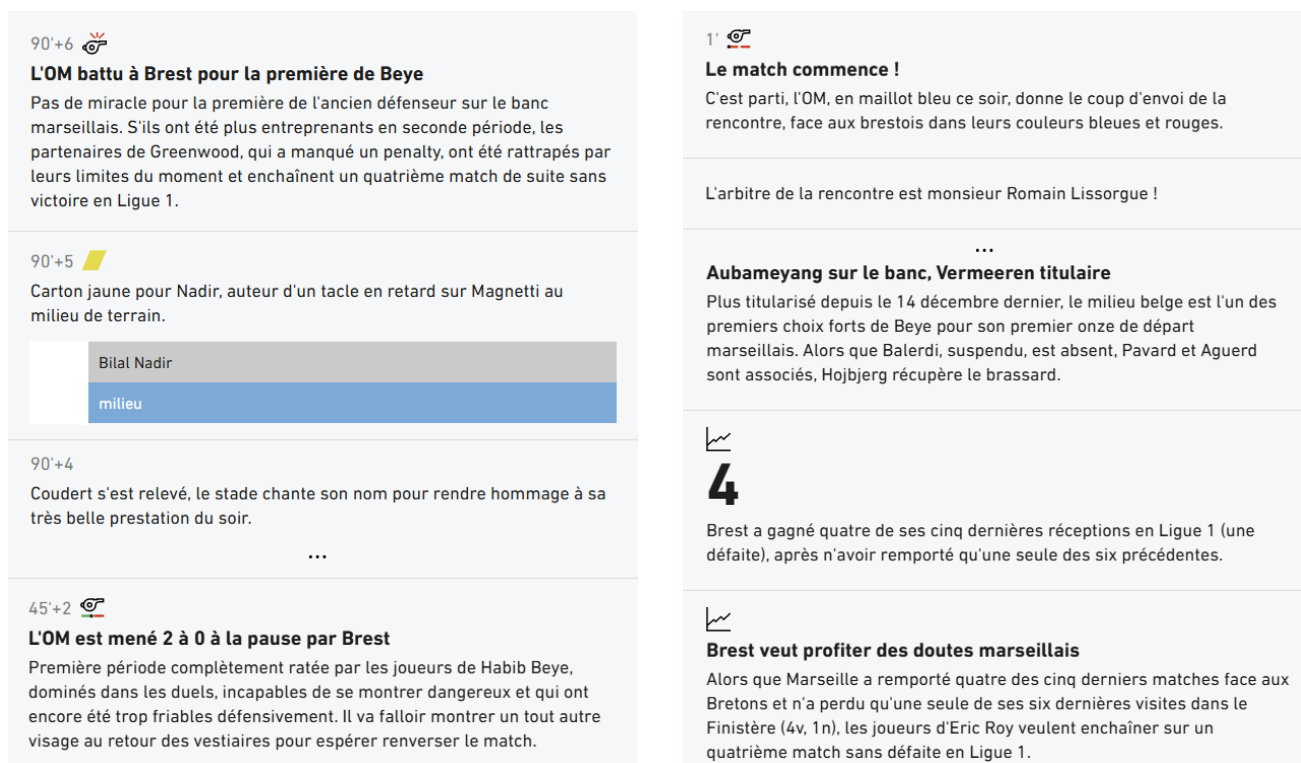 90'+6
L'OM battu à Brest pour la première de Beye
Pas de miracle pour la première de l'ancien défenseur sur le banc
marseillais. S'ils ont été plus entreprenants en seconde période, les
partenaires de Greenwood, qui a manqué un penalty, ont été rattrapés par
leurs limites du moment et enchaînent un quatrième match de suite sans
victoire en Ligue 1.
90'+5
Carton jaune pour Nadir, auteur d'un tacle en retard sur Magnetti au
milieu de terrain.
Bilal Nadir
milieu
90'+4
Coudert s'est relevé, le stade chante son nom pour rendre hommage à sa
très belle prestation du soir.
...
45'+2
L'OM est mené 2 à 0 à la pause par Brest
Première période complètement ratée par les joueurs de Habib Beye,
dominés dans les duels, incapables de se montrer dangereux et qui ont
encore été trop friables défensivement. Il va falloir montrer un tout autre
visage au retour des vestiaires pour espérer renverser le match.
1'
Le match commence !
C'est parti, l'OM, en maillot bleu ce soir, donne le coup d'envoi de la
rencontre, face aux brestois dans leurs couleurs bleues et rouges.
L'arbitre de la rencontre est monsieur Romain Lissorgue !
...
Aubameyang sur le banc, Vermeeren titulaire
Plus titularisé depuis le 14 décembre dernier, le milieu belge est l'un des
premiers choix forts de Beye pour son premier onze de départ
marseillais. Alors que Balerdi, suspendu, est absent, Pavard et Aguerd
sont associés, Hojbjerg récupère le brassard.
4
Brest a gagné quatre de ses cinq dernières réceptions en Ligue 1 (une
défaite), après n'avoir remporté qu'une seule des six précédentes.
Brest veut profiter des doutes marseillais
Alors que Marseille a remporté quatre des cinq derniers matches face aux
Bretons et n'a perdu qu'une seule de ses six dernières visites dans le
Finistère (4v, 1n), les joueurs d'Eric Roy veulent enchaîner sur un
quatrième match sans défaite en Ligue 1.